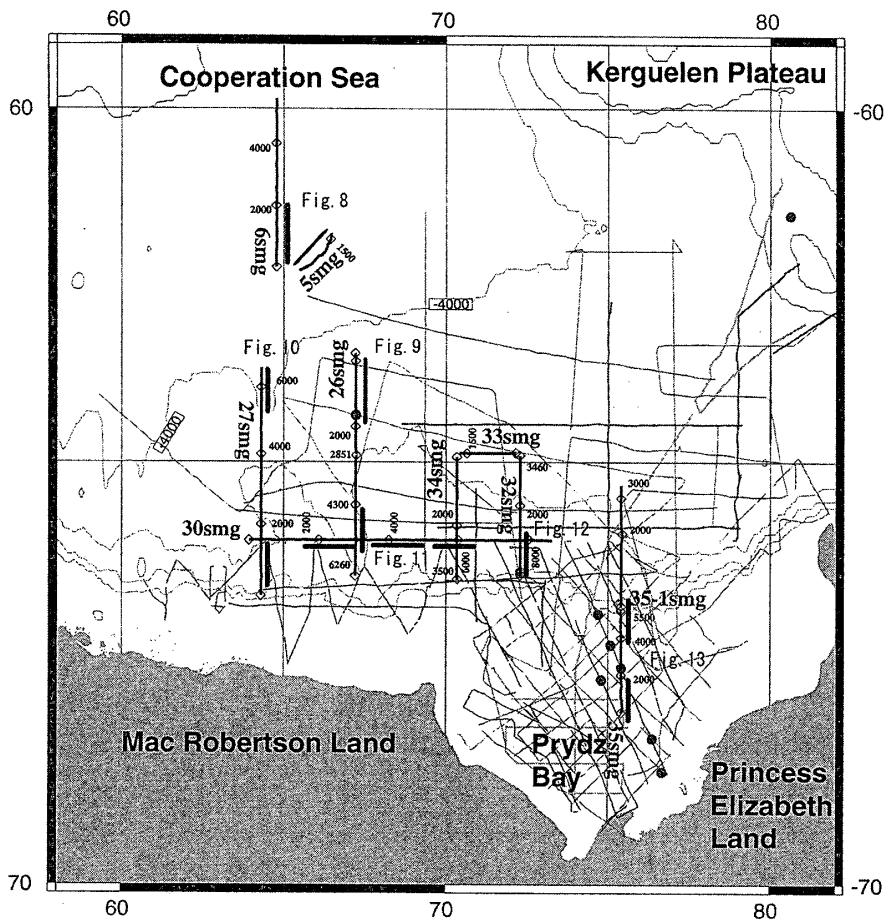 60
70
80
Cooperation Sea
Kerguelen Plateau
60
-60
4000
2000
Fig. 8
6smg
1500
5smg
-4000
Fig. 10
26smg
Fig. 9
6000
27smg
-4000
2000
33smg
1500
4000
2851
3460
34smg
32smg
3000
4300
2000
2000
2000
2000
4000
2000
30smg
Fig. 12
Fig. 11
6260
3500
6000
8000
35-1smg
5500
4000
Fig. 13
2000
Mac Robertson Land
Prydz
Bay
35smg
Princess
Elizabeth
Land
70
-70
60
70
80